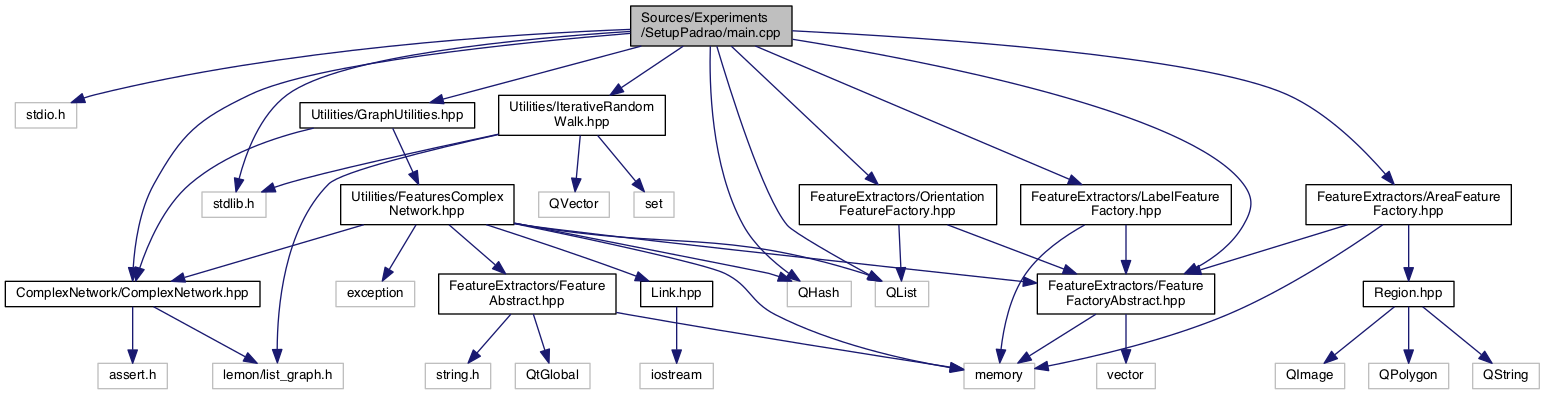 Sources/Experiments
/SetupPadrao/main.cpp
stdio.h
Utilities/GraphUtilities.hpp
Utilities/IterativeRandom
Walk.hpp
stdlib.h
Utilities/FeaturesComplex
Network.hpp
QVector
set
FeatureExtractors/Orientation
FeatureFactory.hpp
FeatureExtractors/LabelFeature
Factory.hpp
FeatureExtractors/AreaFeature
Factory.hpp
ComplexNetwork/ComplexNetwork.hpp
exception
FeatureExtractors/Feature
Abstract.hpp
Link.hpp
QHash
QList
FeatureExtractors/Feature
FactoryAbstract.hpp
Region.hpp
assert.h
lemon/list_graph.h
string.h
QtGlobal
iostream
memory
vector
QImage
QPolygon
QString